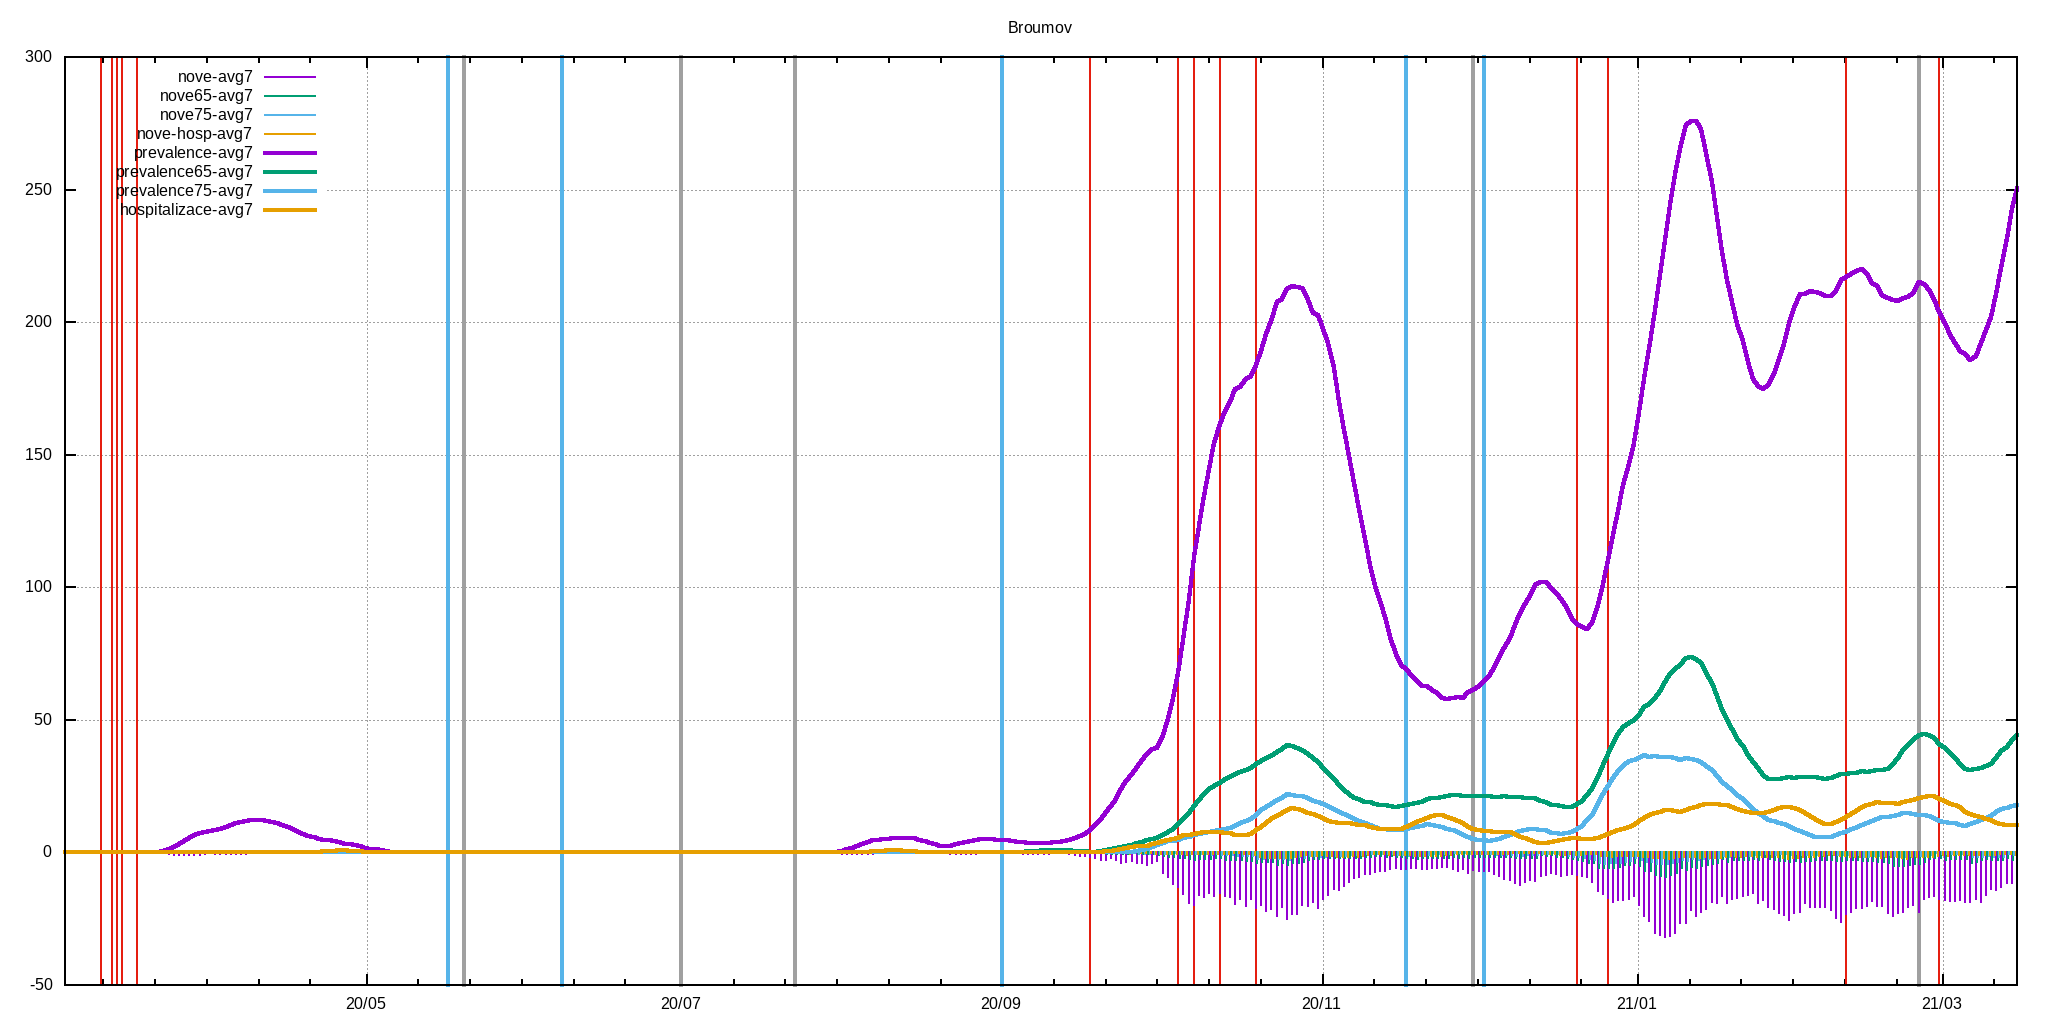 Broumov
300
250
200
150
100
50
0
-50
nove-avg7
nove65-avg7
nove75-avg7
nove-hosp-avg7
prevalence-avg7
prevalence65-avg7
prevalence75-avg7
hospitalizace-avg7
20/05
20/07
20/09
20/11
21/01
21/03